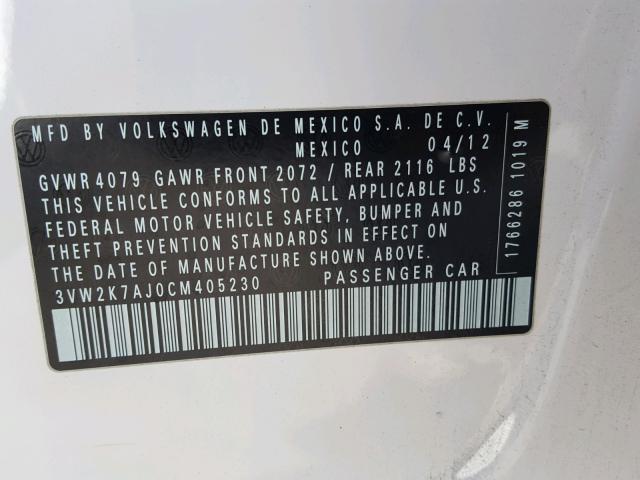 MFD BY VOLKSWAGEN DE MEXICO S.A. DE C.V.
MEXICO 04/12
GVWR 4079 GAWR FRONT 2072 / REAR 2116 LBS
THIS VEHICLE CONFORMS TO ALL APPLICABLE U.S.
FEDERAL MOTOR VEHICLE SAFETY, BUMPER AND
THEFT PREVENTION STANDARDS IN EFFECT ON
THE DATE OF MANUFACTURE SHOWN ABOVE.
3VW2K7AJ0CM405230 PASSENGER CAR
1766286 1019 M